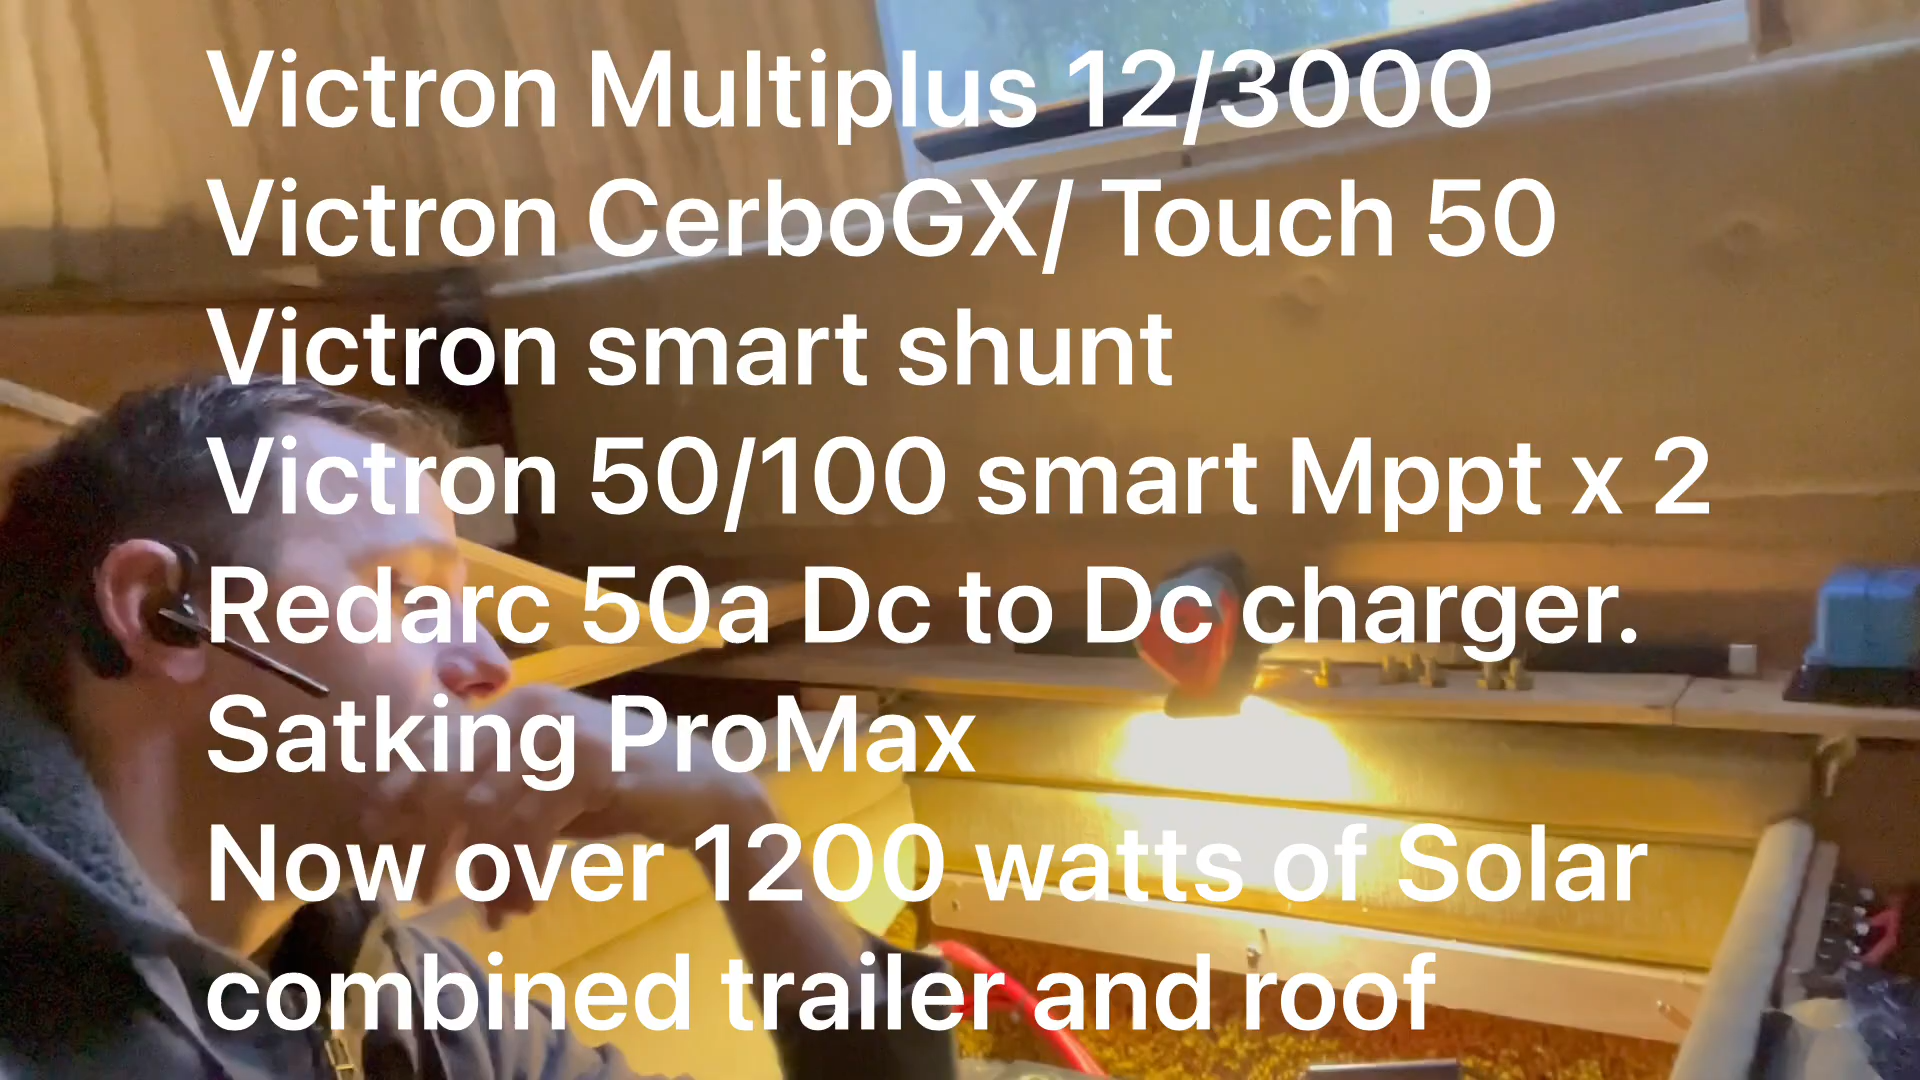 Victron Multiplus 12/3000
Victron CerboGX/ Touch 50
Victron smart shunt
Victron 50/100 smart Mppt x 2
Redarc 50a Dc to Dc charger.
Satking ProMax
Now over 1200 watts of Solar
combined trailer and roof